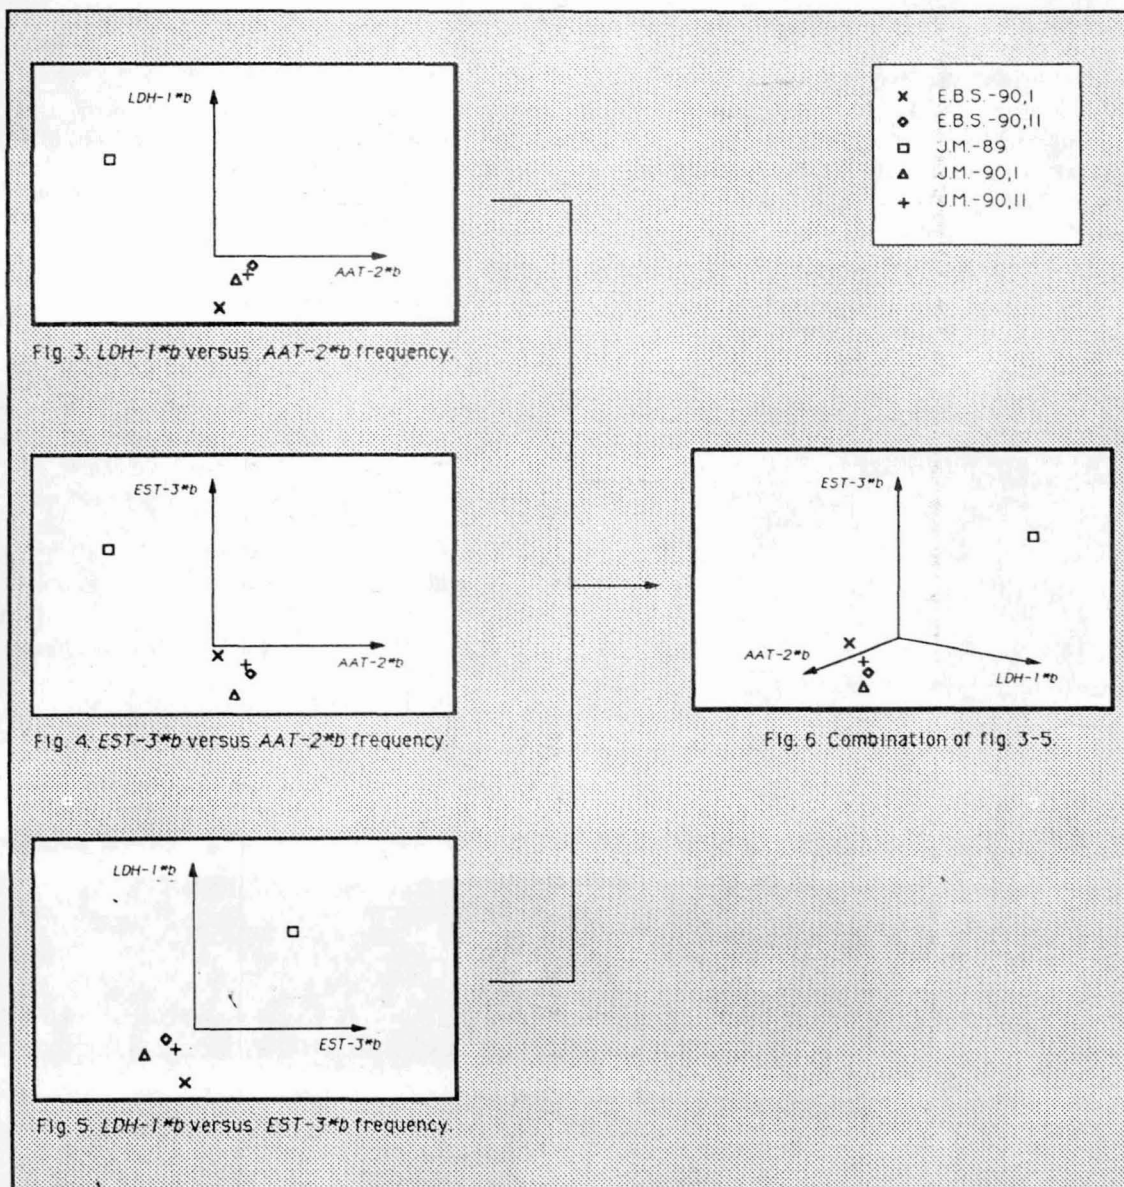 LDH-1*b
AAT-2*b
Fig. 3. LDH-1*b versus AAT-2*b frequency.
E.B.S.-90,I
E.B.S.-90,II
J.M.-89
J.M.-90,I
J.M.-90,II
EST-3*b
AAT-2*b
Fig. 4. EST-3*b versus AAT-2*b frequency.
EST-3*b
AAT-2*b
LDH-1*b
Fig. 6. Combination of fig. 3-5.
LDH-1*b
EST-3*b
Fig. 5. LDH-1*b versus EST-3*b frequency.